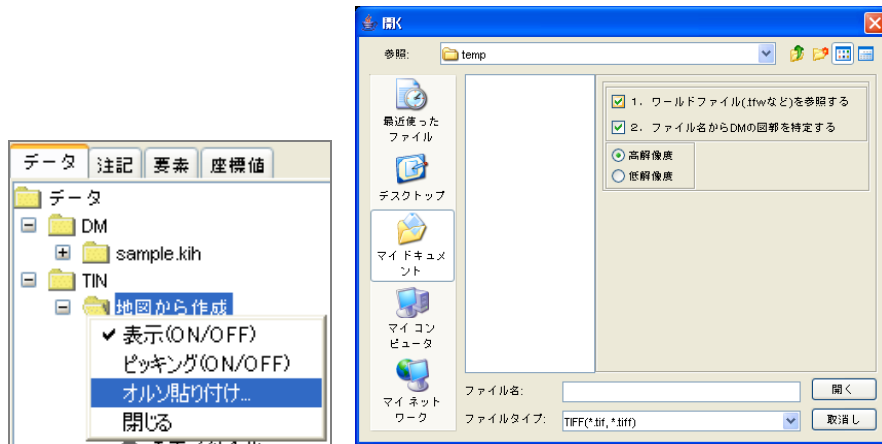 データ 注記 要素 座標値
データ
DM
sample.kih
TIN
地図から作成
表示(ON/OFF)
ピッキング(ON/OFF)
オルソ貼り付け...
閉じる
開く
参照: temp
最近使った
ファイル
デスクトップ
マイ ドキュメ
ント
マイ コン
ピュータ
マイ ネット
ワーク
1. ワールドファイル(.tfwなど)を参照する
2. ファイル名からDMの図郭を特定する
高解像度
低解像度
ファイル名: 開く
ファイルタイプ: TIFF(*.tif, *.tiff) 取消し